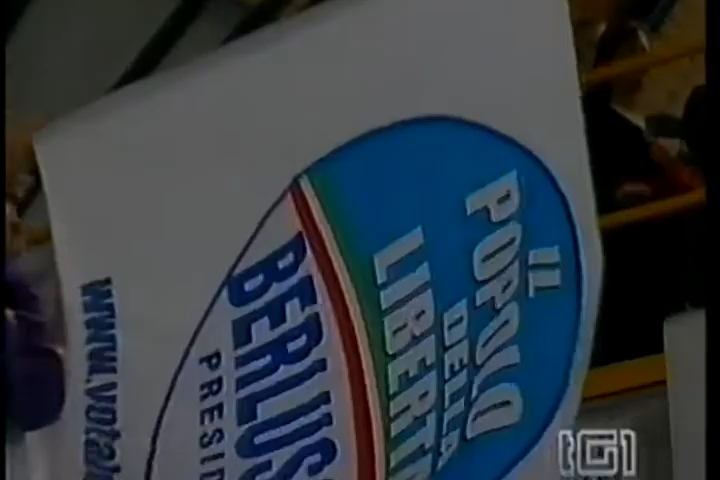 IL
POPOLO
DELLA
LIBERT
BERLUS
PRESID
www.vota
tG1